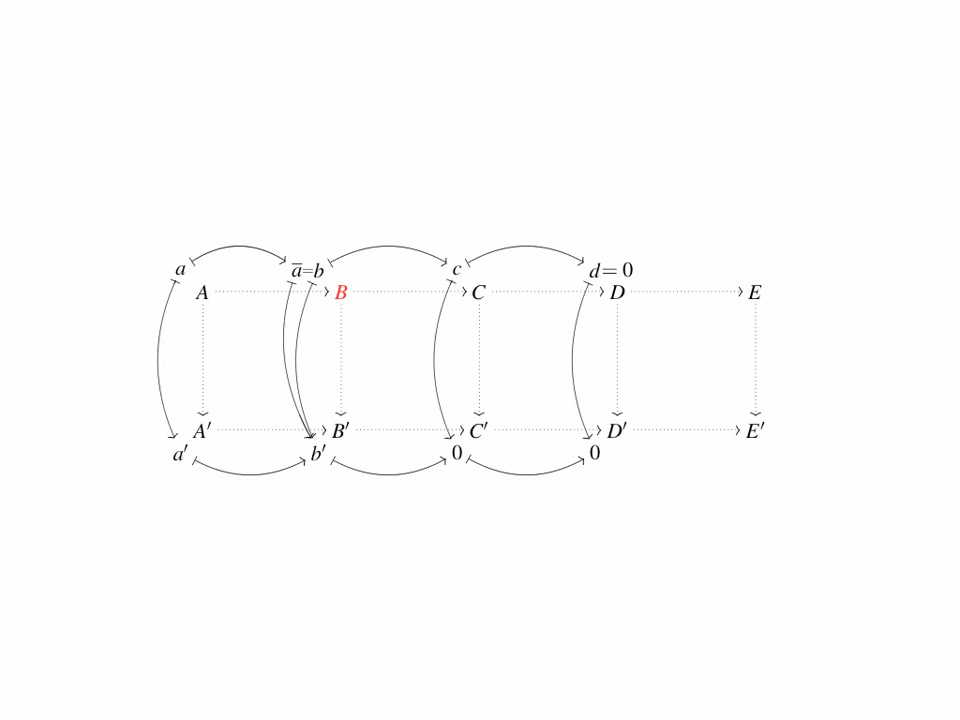 a a̅=b c d = 0
A B C D E
A′ B′ C′ D′ E′
a′ b′ 0 0